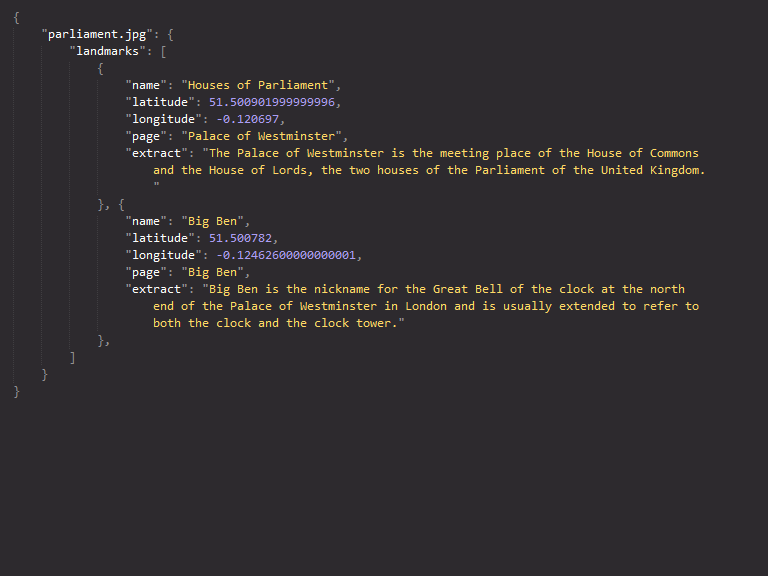 {
"parliament.jpg": {
"landmarks": [
{
"name": "Houses of Parliament",
"latitude": 51.500901999999996,
"longitude": -0.120697,
"page": "Palace of Westminster",
"extract": "The Palace of Westminster is the meeting place of the House of Commons
and the House of Lords, the two houses of the Parliament of the United Kingdom.
"
}, {
"name": "Big Ben",
"latitude": 51.500782,
"longitude": -0.12462600000000001,
"page": "Big Ben",
"extract": "Big Ben is the nickname for the Great Bell of the clock at the north
end of the Palace of Westminster in London and is usually extended to refer to
both the clock and the clock tower."
},
]
}
}